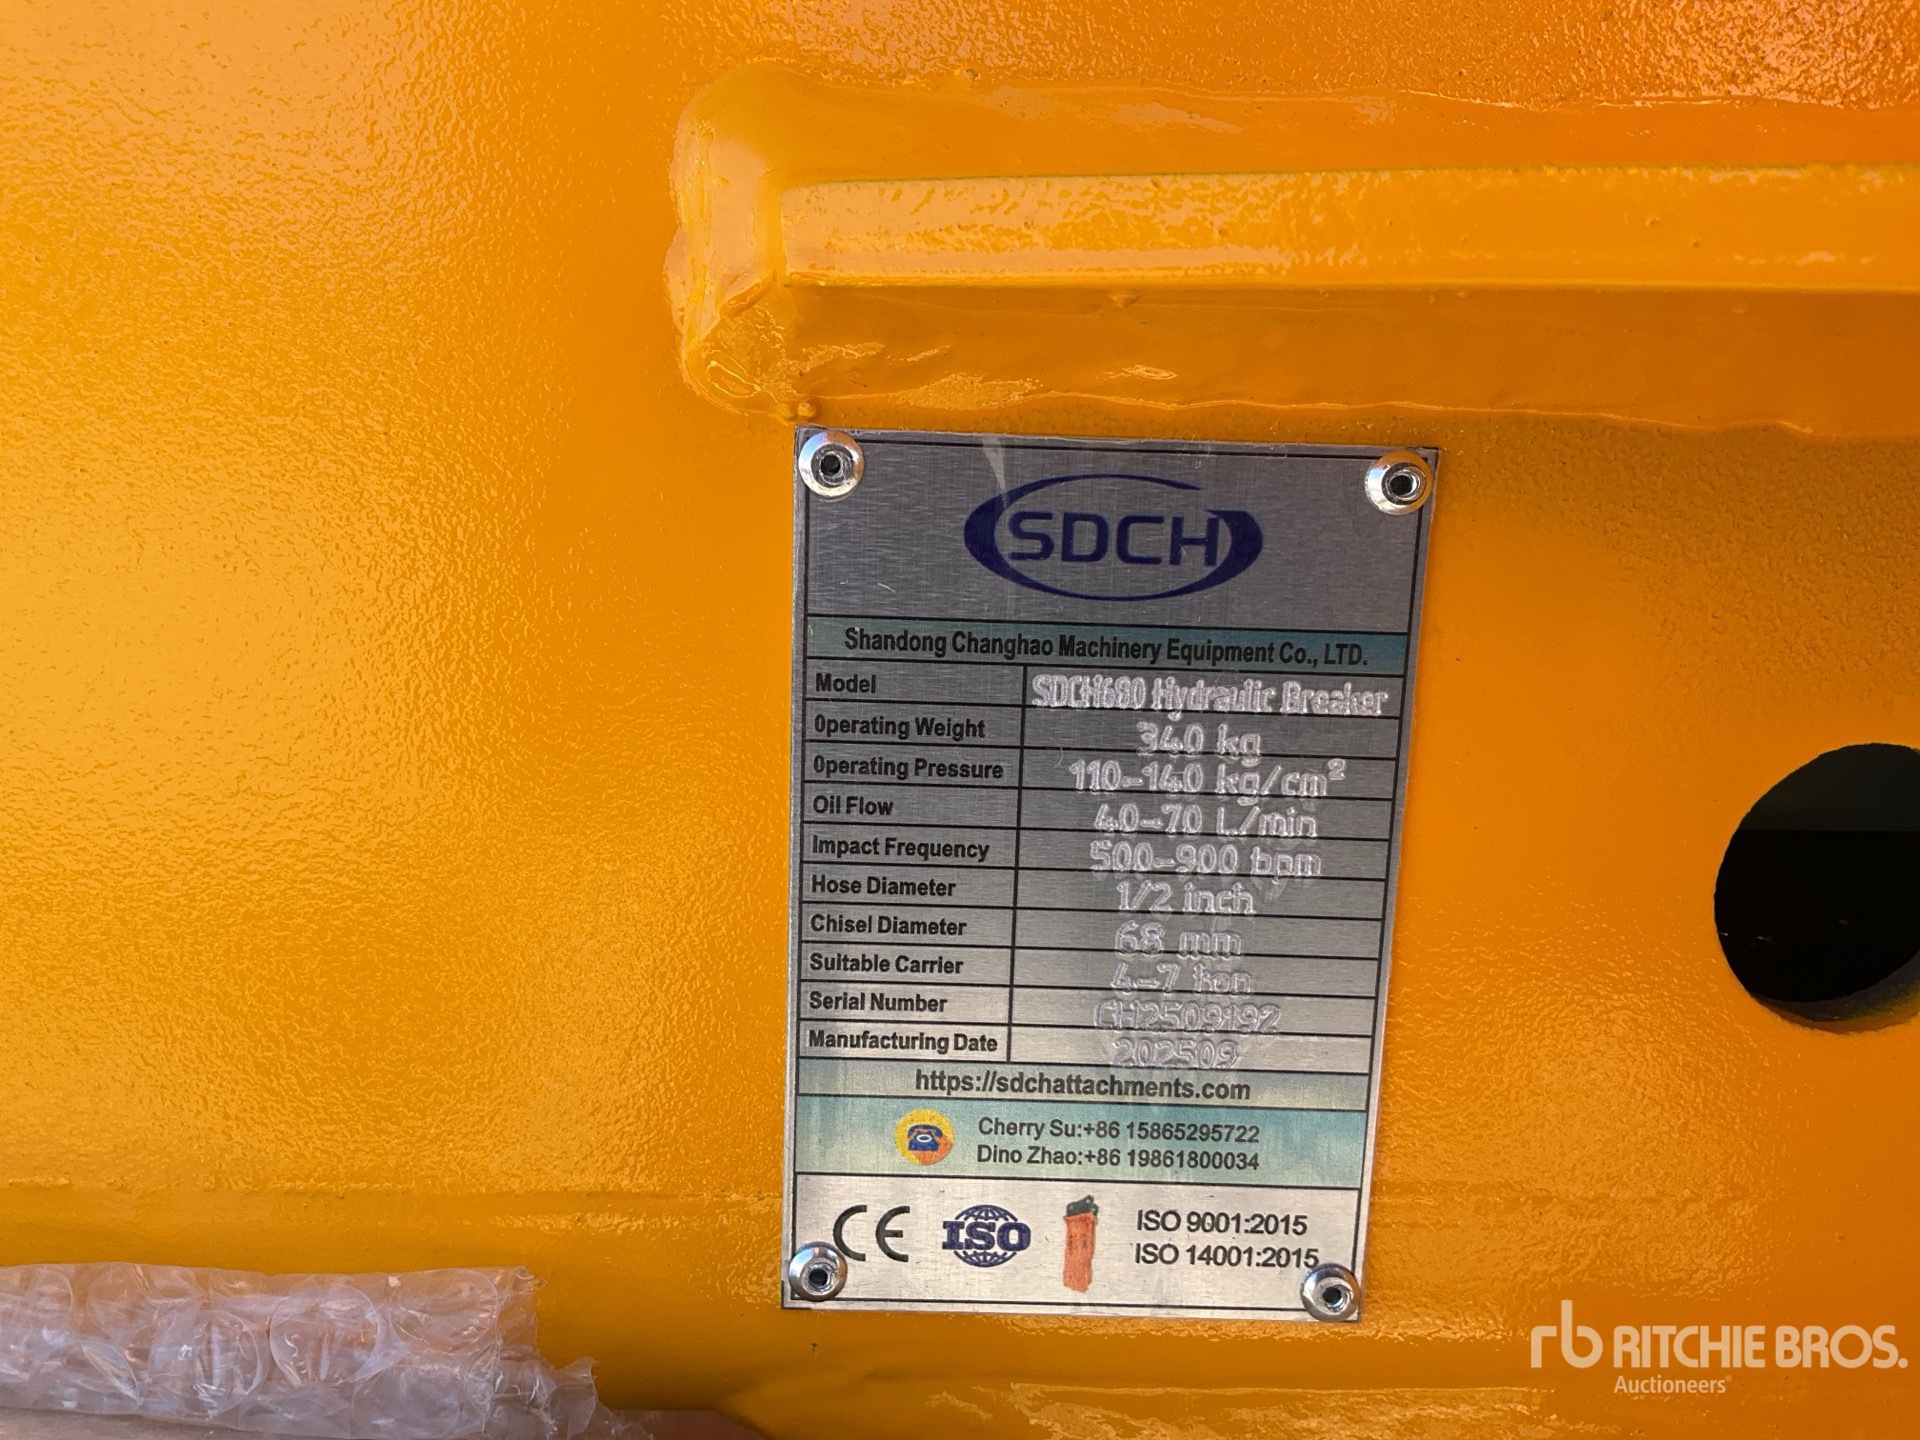 SDCH
Shandong Changhao Machinery Equipment Co., LTD.
Model SDCH680 Hydraulic Breaker
Operating Weight 340 kg
Operating Pressure 110-140 kg/cm²
Oil Flow 40-70 L/min
Impact Frequency 500-900 bpm
Hose Diameter 1/2 inch
Chisel Diameter 68 mm
Suitable Carrier 4-7 ton
Serial Number CH2509192
Manufacturing Date 202509
https://sdchattachments.com
Cherry Su:+86 15865295722
Dino Zhao:+86 19861800034
CE ISO ISO 9001:2015
ISO 14001:2015
rb RITCHIE BROS.
Auctioneers